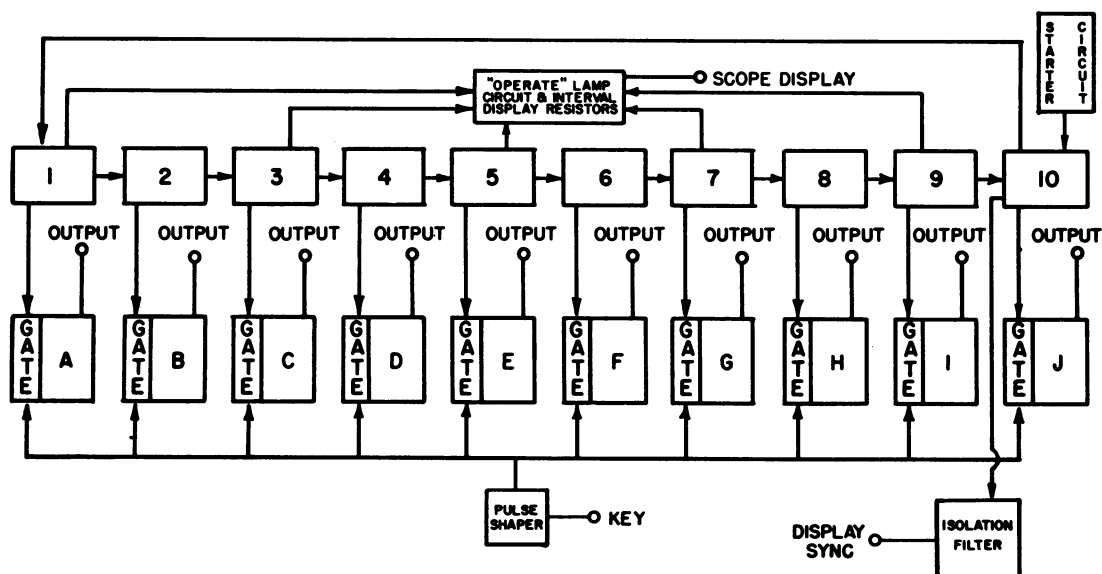 STARTER
CIRCUIT
"OPERATE" LAMP
CIRCUIT & INTERVAL
DISPLAY RESISTORS
SCOPE DISPLAY
1 2 3 4 5 6 7 8 9 10
OUTPUT OUTPUT OUTPUT OUTPUT OUTPUT OUTPUT OUTPUT OUTPUT OUTPUT OUTPUT
GATE A GATE B GATE C GATE D GATE E GATE F GATE G GATE H GATE I GATE J
PULSE
SHAPER
KEY
DISPLAY
SYNC
ISOLATION
FILTER